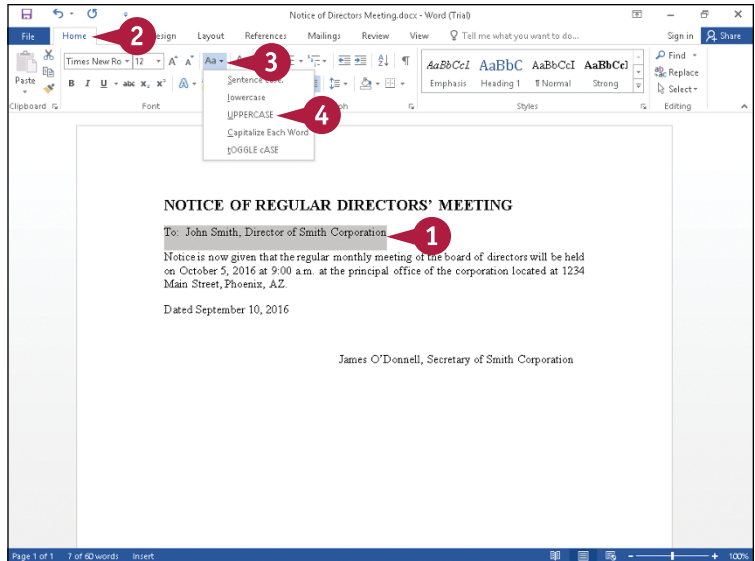 Notice of Directors Meeting.docx - Word (Trial)
File Home esign Layout References Mailings Review View Tell me what you want to do... Sign in Share
2
Times New Ro 12 A A Aa
3
Paste
B I U abc X₂ X²
AaBbCcI AaBbC AaBbCcI AaBbCcl
Emphasis Heading 1 ¶ Normal Strong
Find
Replace
Select
Clipboard Font ph Styles Editing
Sentence case.
lowercase
UPPERCASE
4
Capitalize Each Word
tOGGLE cASE
NOTICE OF REGULAR DIRECTORS’ MEETING
To: John Smith, Director of Smith Corporation
1
Notice is now given that the regular monthly meeting of the board of directors will be held
on October 5, 2016 at 9:00 a.m. at the principal office of the corporation located at 1234
Main Street, Phoenix, AZ.
Dated September 10, 2016
James O’Donnell, Secretary of Smith Corporation
Page 1 of 1 7 of 60 words Insert 100%